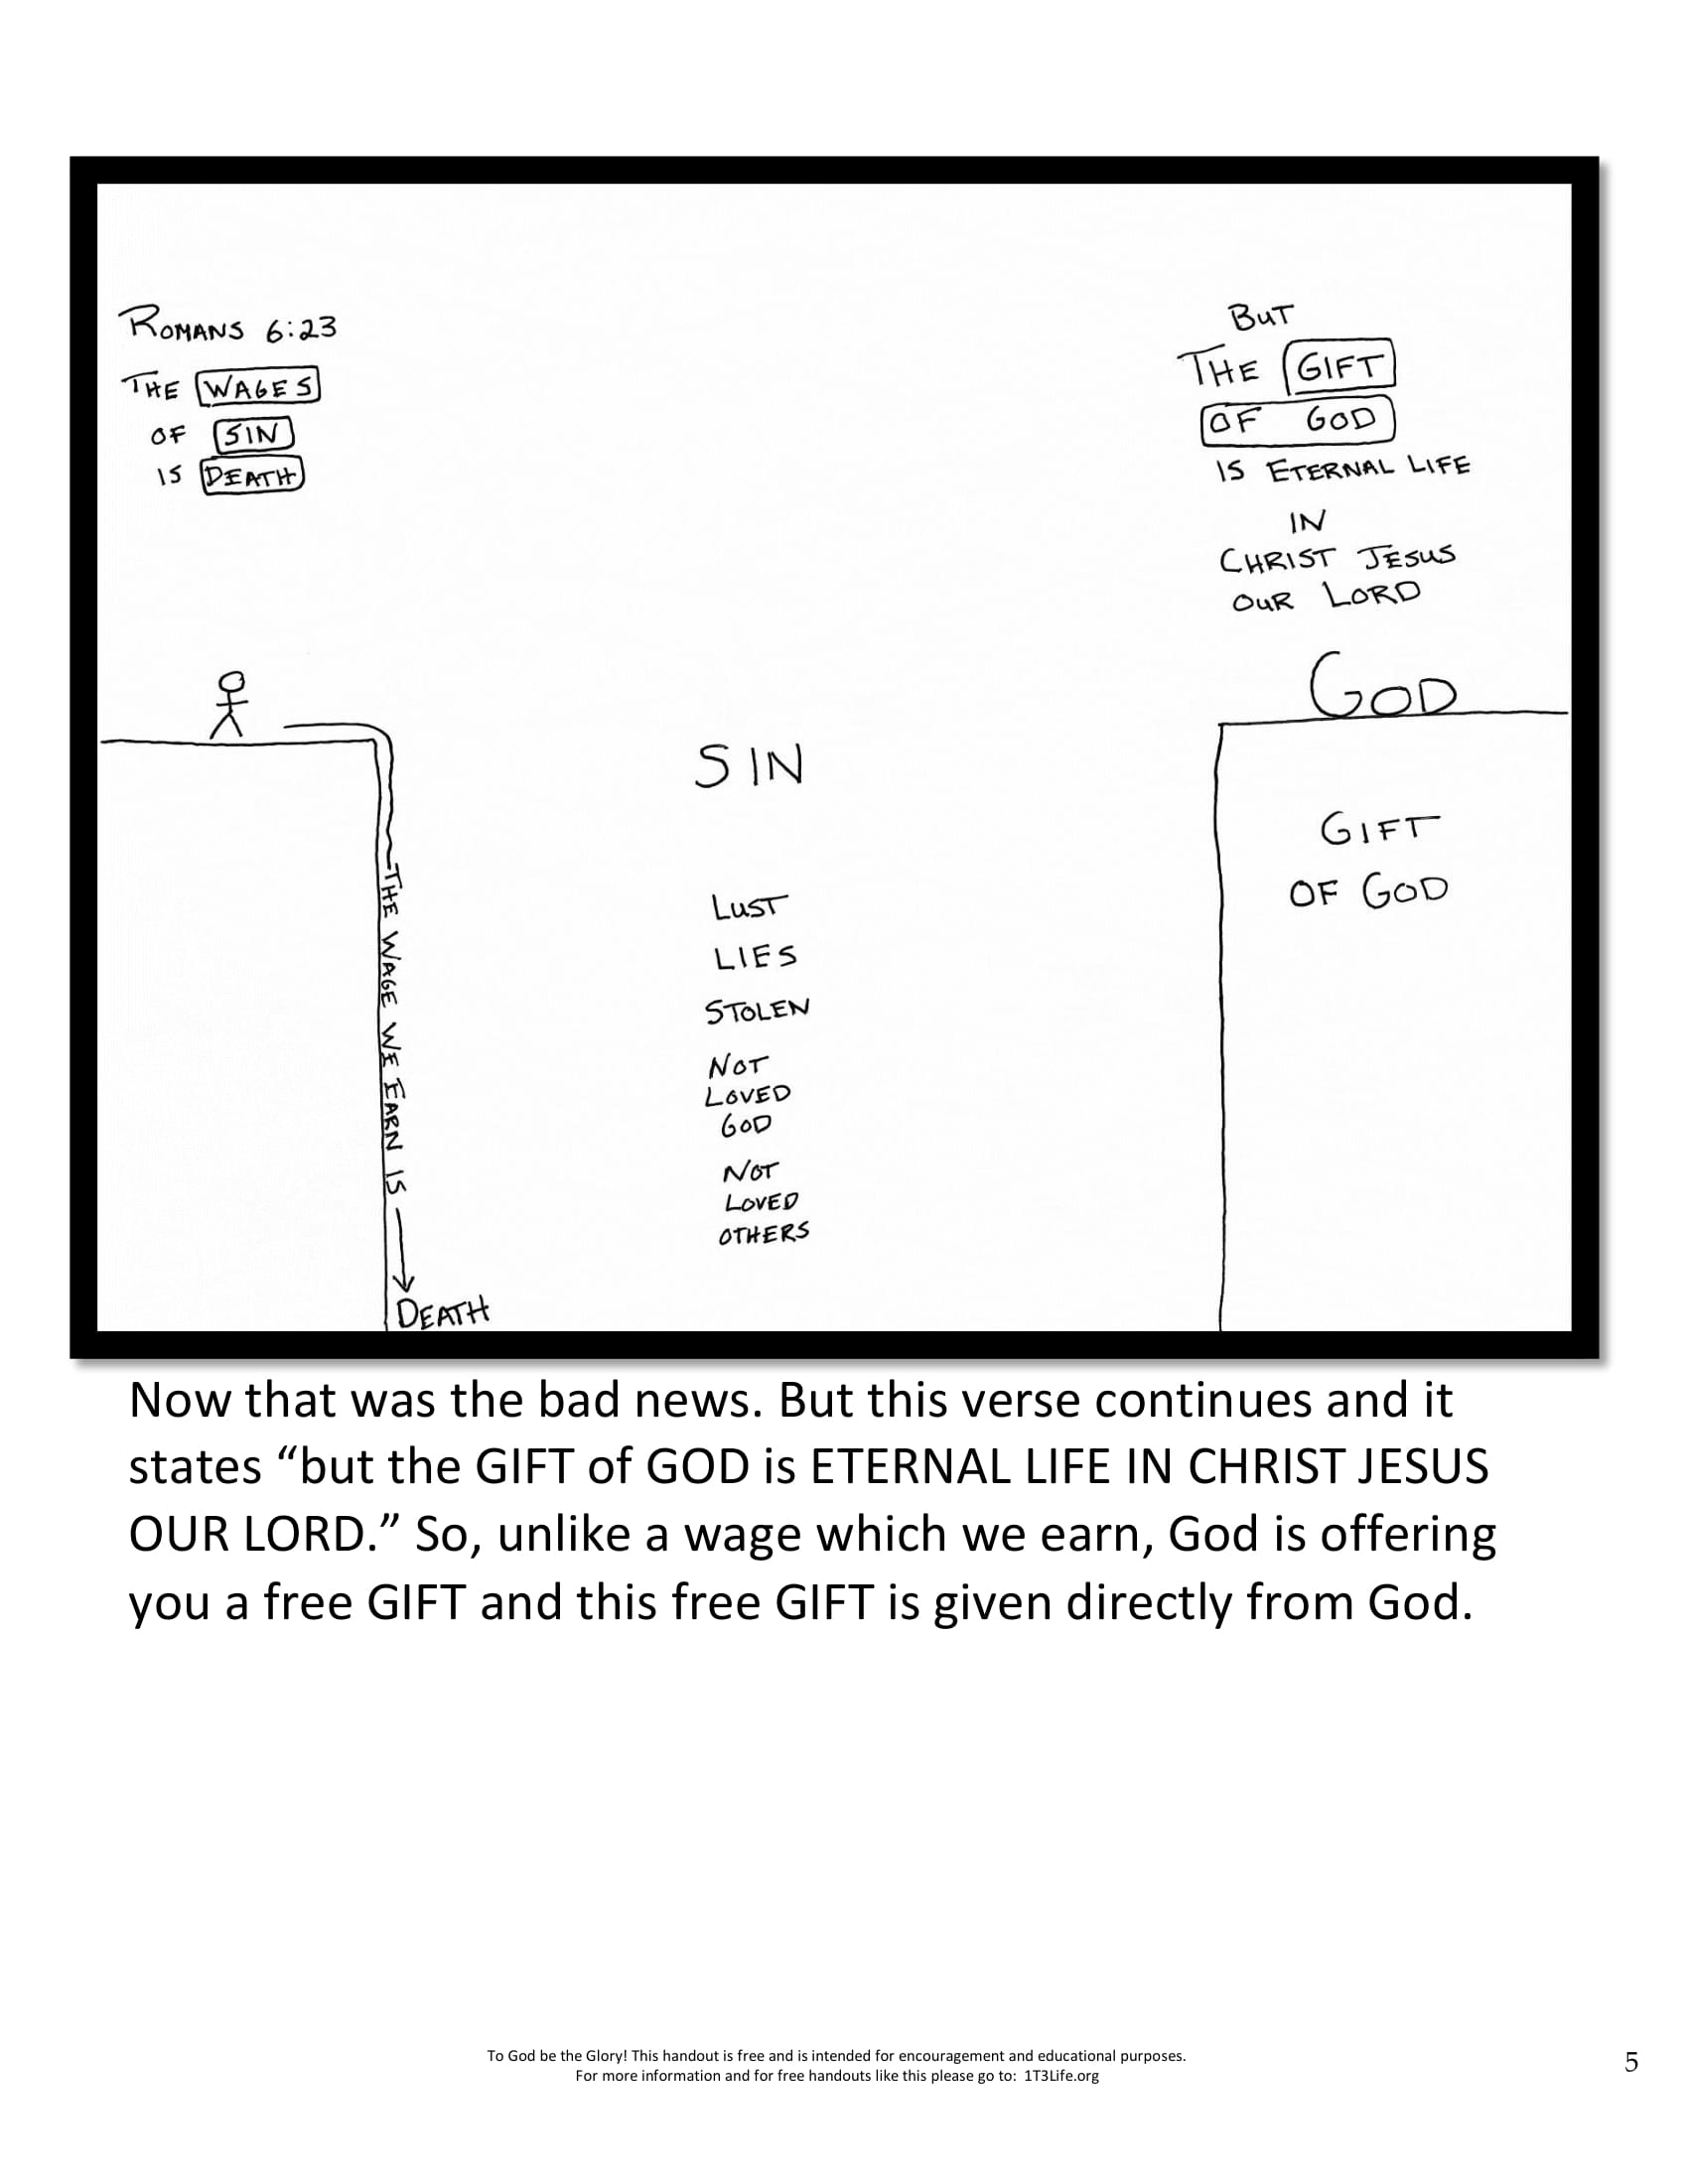 ROMANS 6:23
THE WAGES
OF SIN
IS DEATH
BUT
THE GIFT
OF GOD
IS ETERNAL LIFE
IN
CHRIST JESUS
OUR LORD
GOD
SIN
GIFT
OF GOD
LUST
LIES
STOLEN
NOT
LOVED
GOD
NOT
LOVED
OTHERS
THE WAGE WE EARN IS
DEATH
Now that was the bad news. But this verse continues and it
states “but the GIFT of GOD is ETERNAL LIFE IN CHRIST JESUS
OUR LORD.” So, unlike a wage which we earn, God is offering
you a free GIFT and this free GIFT is given directly from God.
To God be the Glory! This handout is free and is intended for encouragement and educational purposes.
For more information and for free handouts like this please go to: 1T3Life.org
5